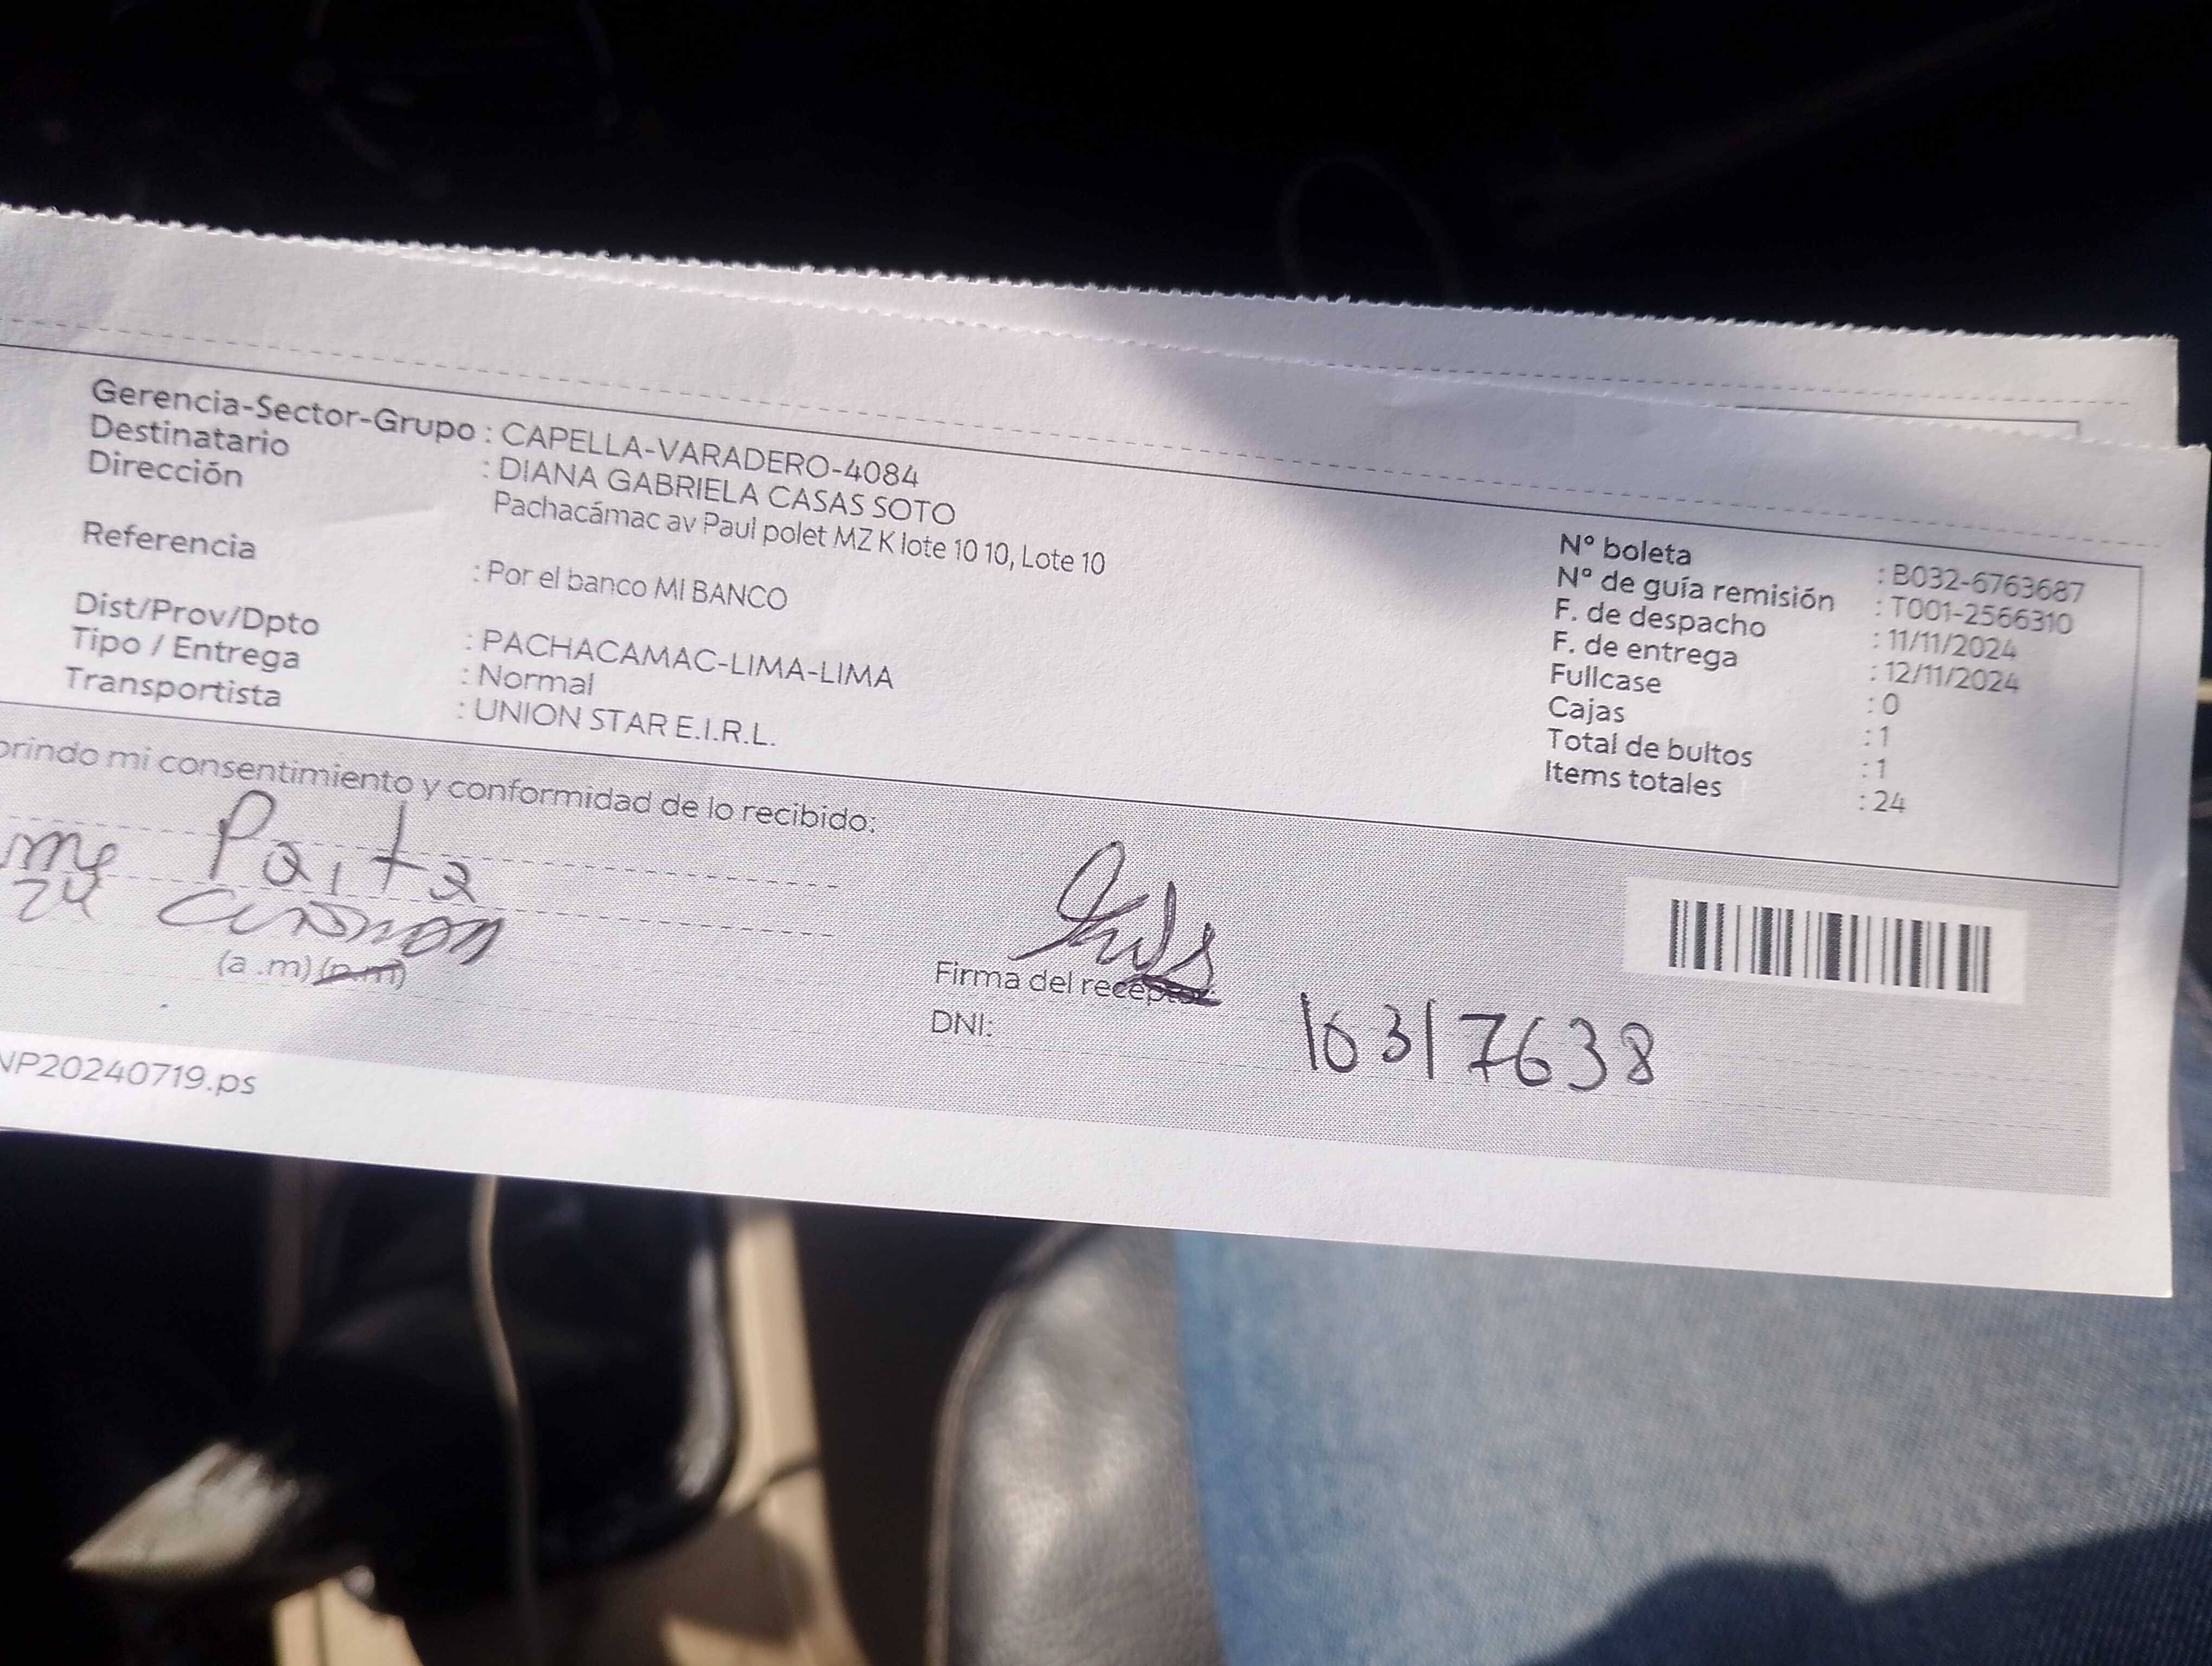 Gerencia-Sector-Grupo : CAPELLA-VARADERO-4084
Destinatario : DIANA GABRIELA CASAS SOTO
Dirección Pachacámac av Paul polet MZ K lote 10 10, Lote 10
Referencia : Por el banco MI BANCO
Dist/Prov/Dpto : PACHACAMAC-LIMA-LIMA
Tipo / Entrega : Normal
Transportista : UNION STAR E.I.R.L.
Nº boleta : B032-6763687
Nº de guía remisión : T001-2566310
F. de despacho : 11/11/2024
F. de entrega : 12/11/2024
Fullcase : 0
Cajas : 1
Total de bultos : 1
Items totales : 24
brindo mi consentimiento y conformidad de lo recibido:
Paita
(a .m) (p.m)
Firma del receptor:
DNI: 10317638
NP20240719.ps